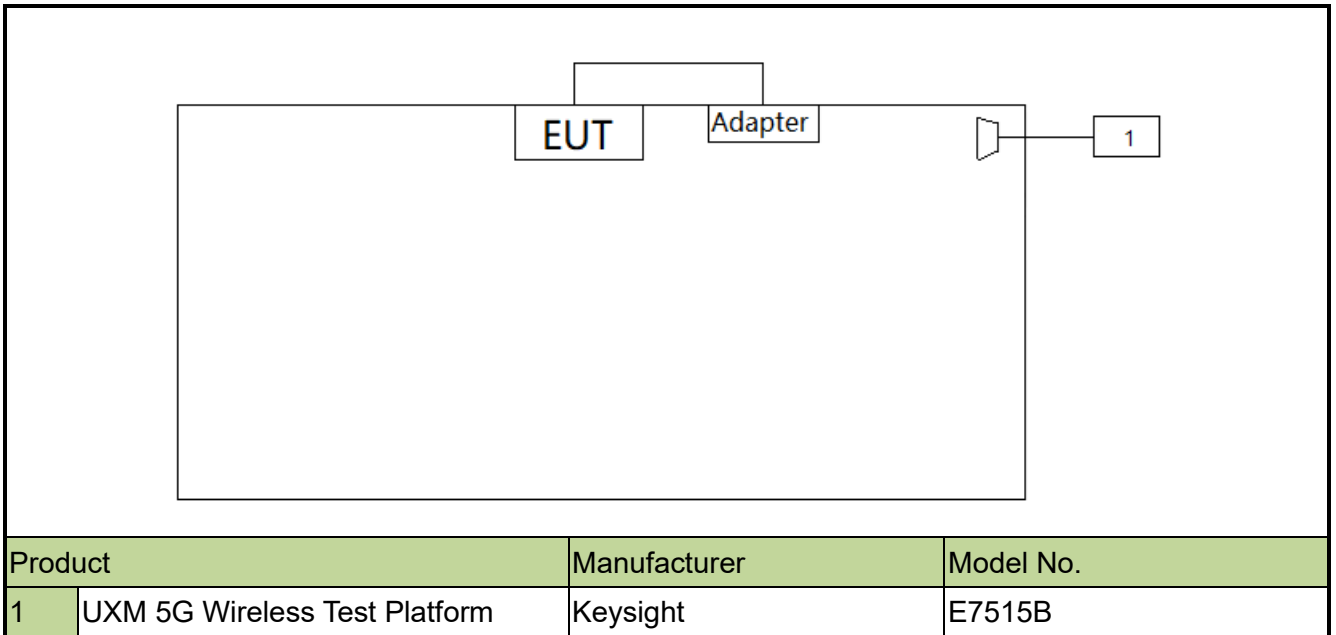 EUT
Adapter
1
Product Manufacturer Model No.
1 UXM 5G Wireless Test Platform Keysight E7515B